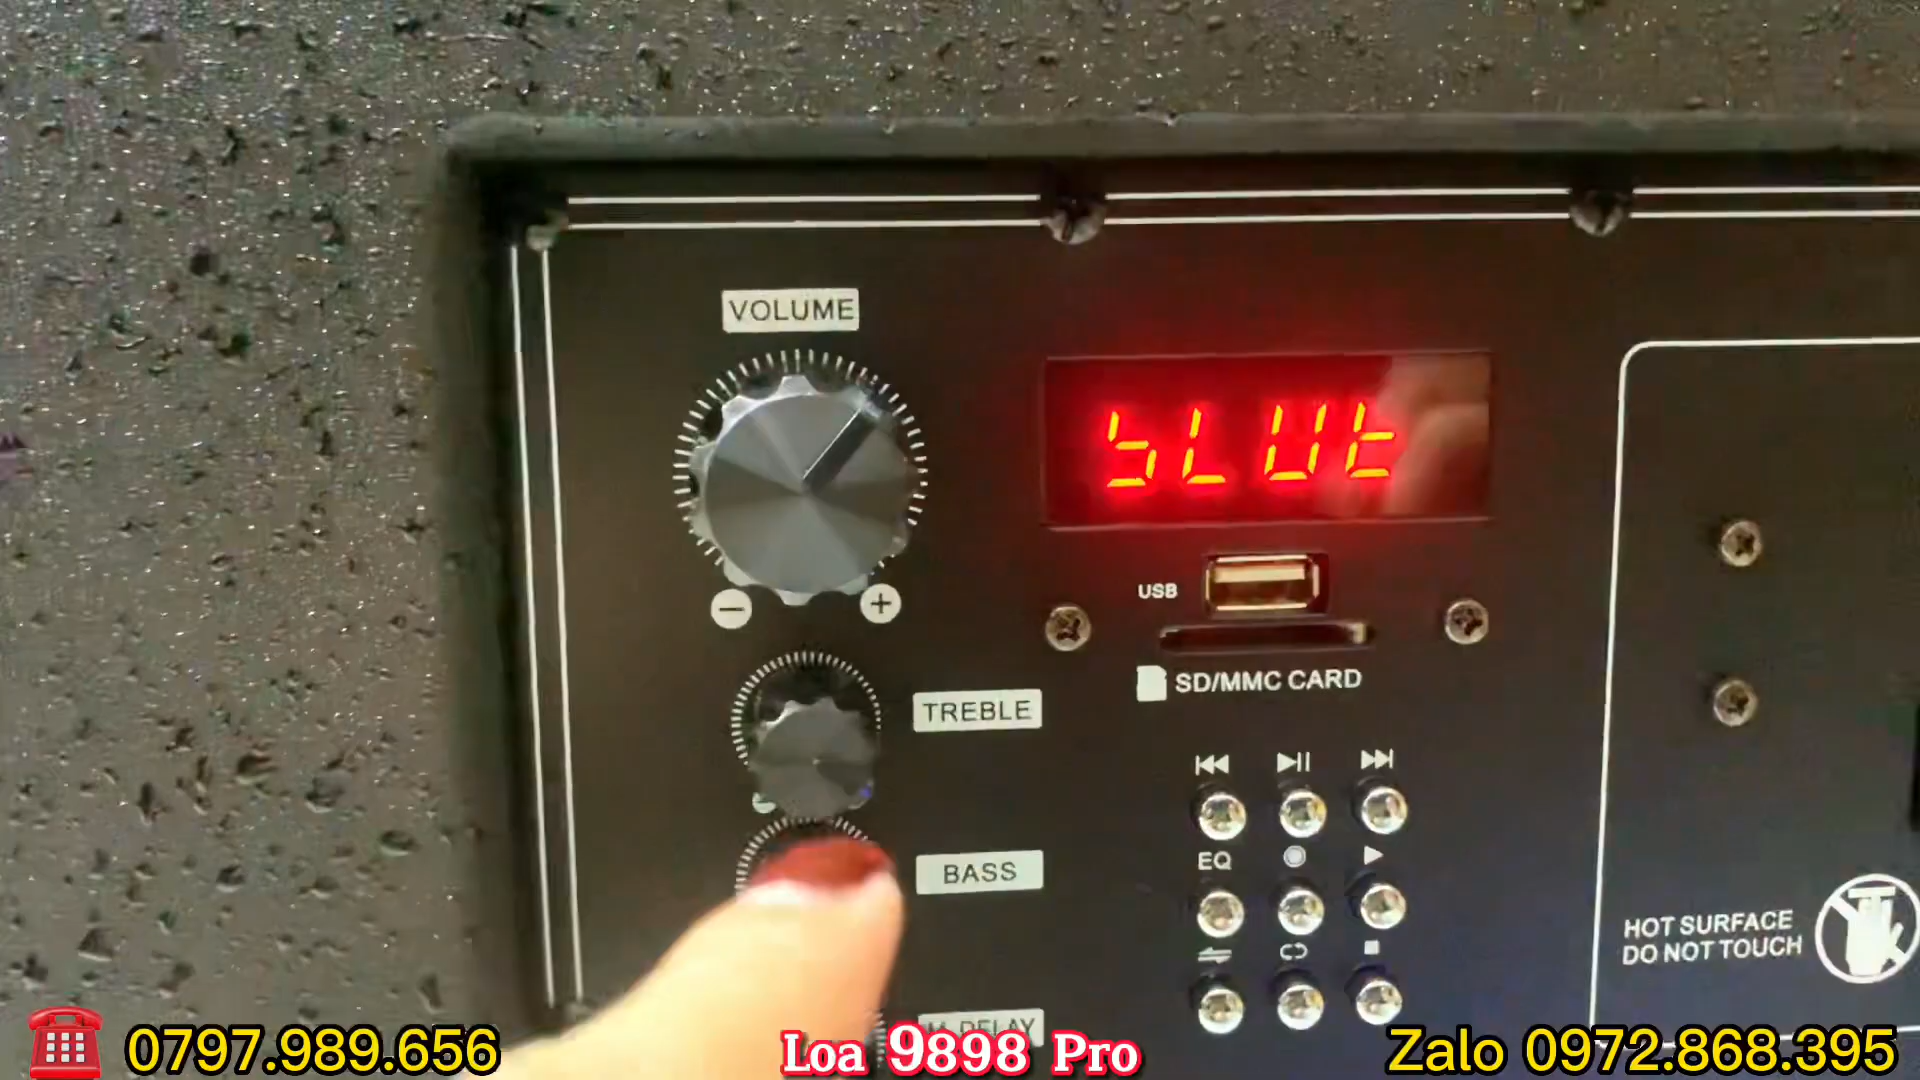 VOLUME
USB
SD/MMC CARD
TREBLE
EQ
BASS
HOT SURFACE
DO NOT TOUCH
DELAY
0797.989.656
Loa 9898 Pro
Zalo 0972.868.395